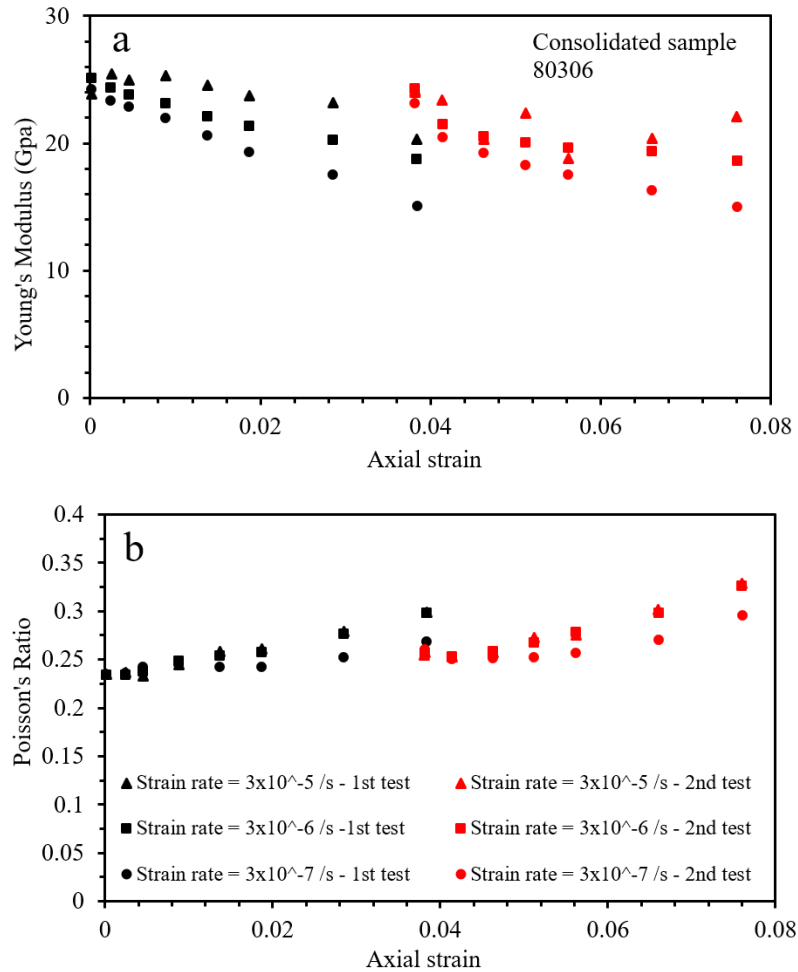 30
a
Consolidated sample
80306
20
Young's Modulus (Gpa)
10
0
0 0.02 0.04 0.06 0.08
Axial strain
0.4
b
0.35
0.3
0.25
Poisson's Ratio
0.2
0.15
▲ Strain rate = 3x10^-5 /s - 1st test ▲ Strain rate = 3x10^-5 /s - 2nd test
0.1
■ Strain rate = 3x10^-6 /s -1st test ■ Strain rate = 3x10^-6 /s - 2nd test
0.05
● Strain rate = 3x10^-7 /s - 1st test ● Strain rate = 3x10^-7 /s - 2nd test
0
0 0.02 0.04 0.06 0.08
Axial strain